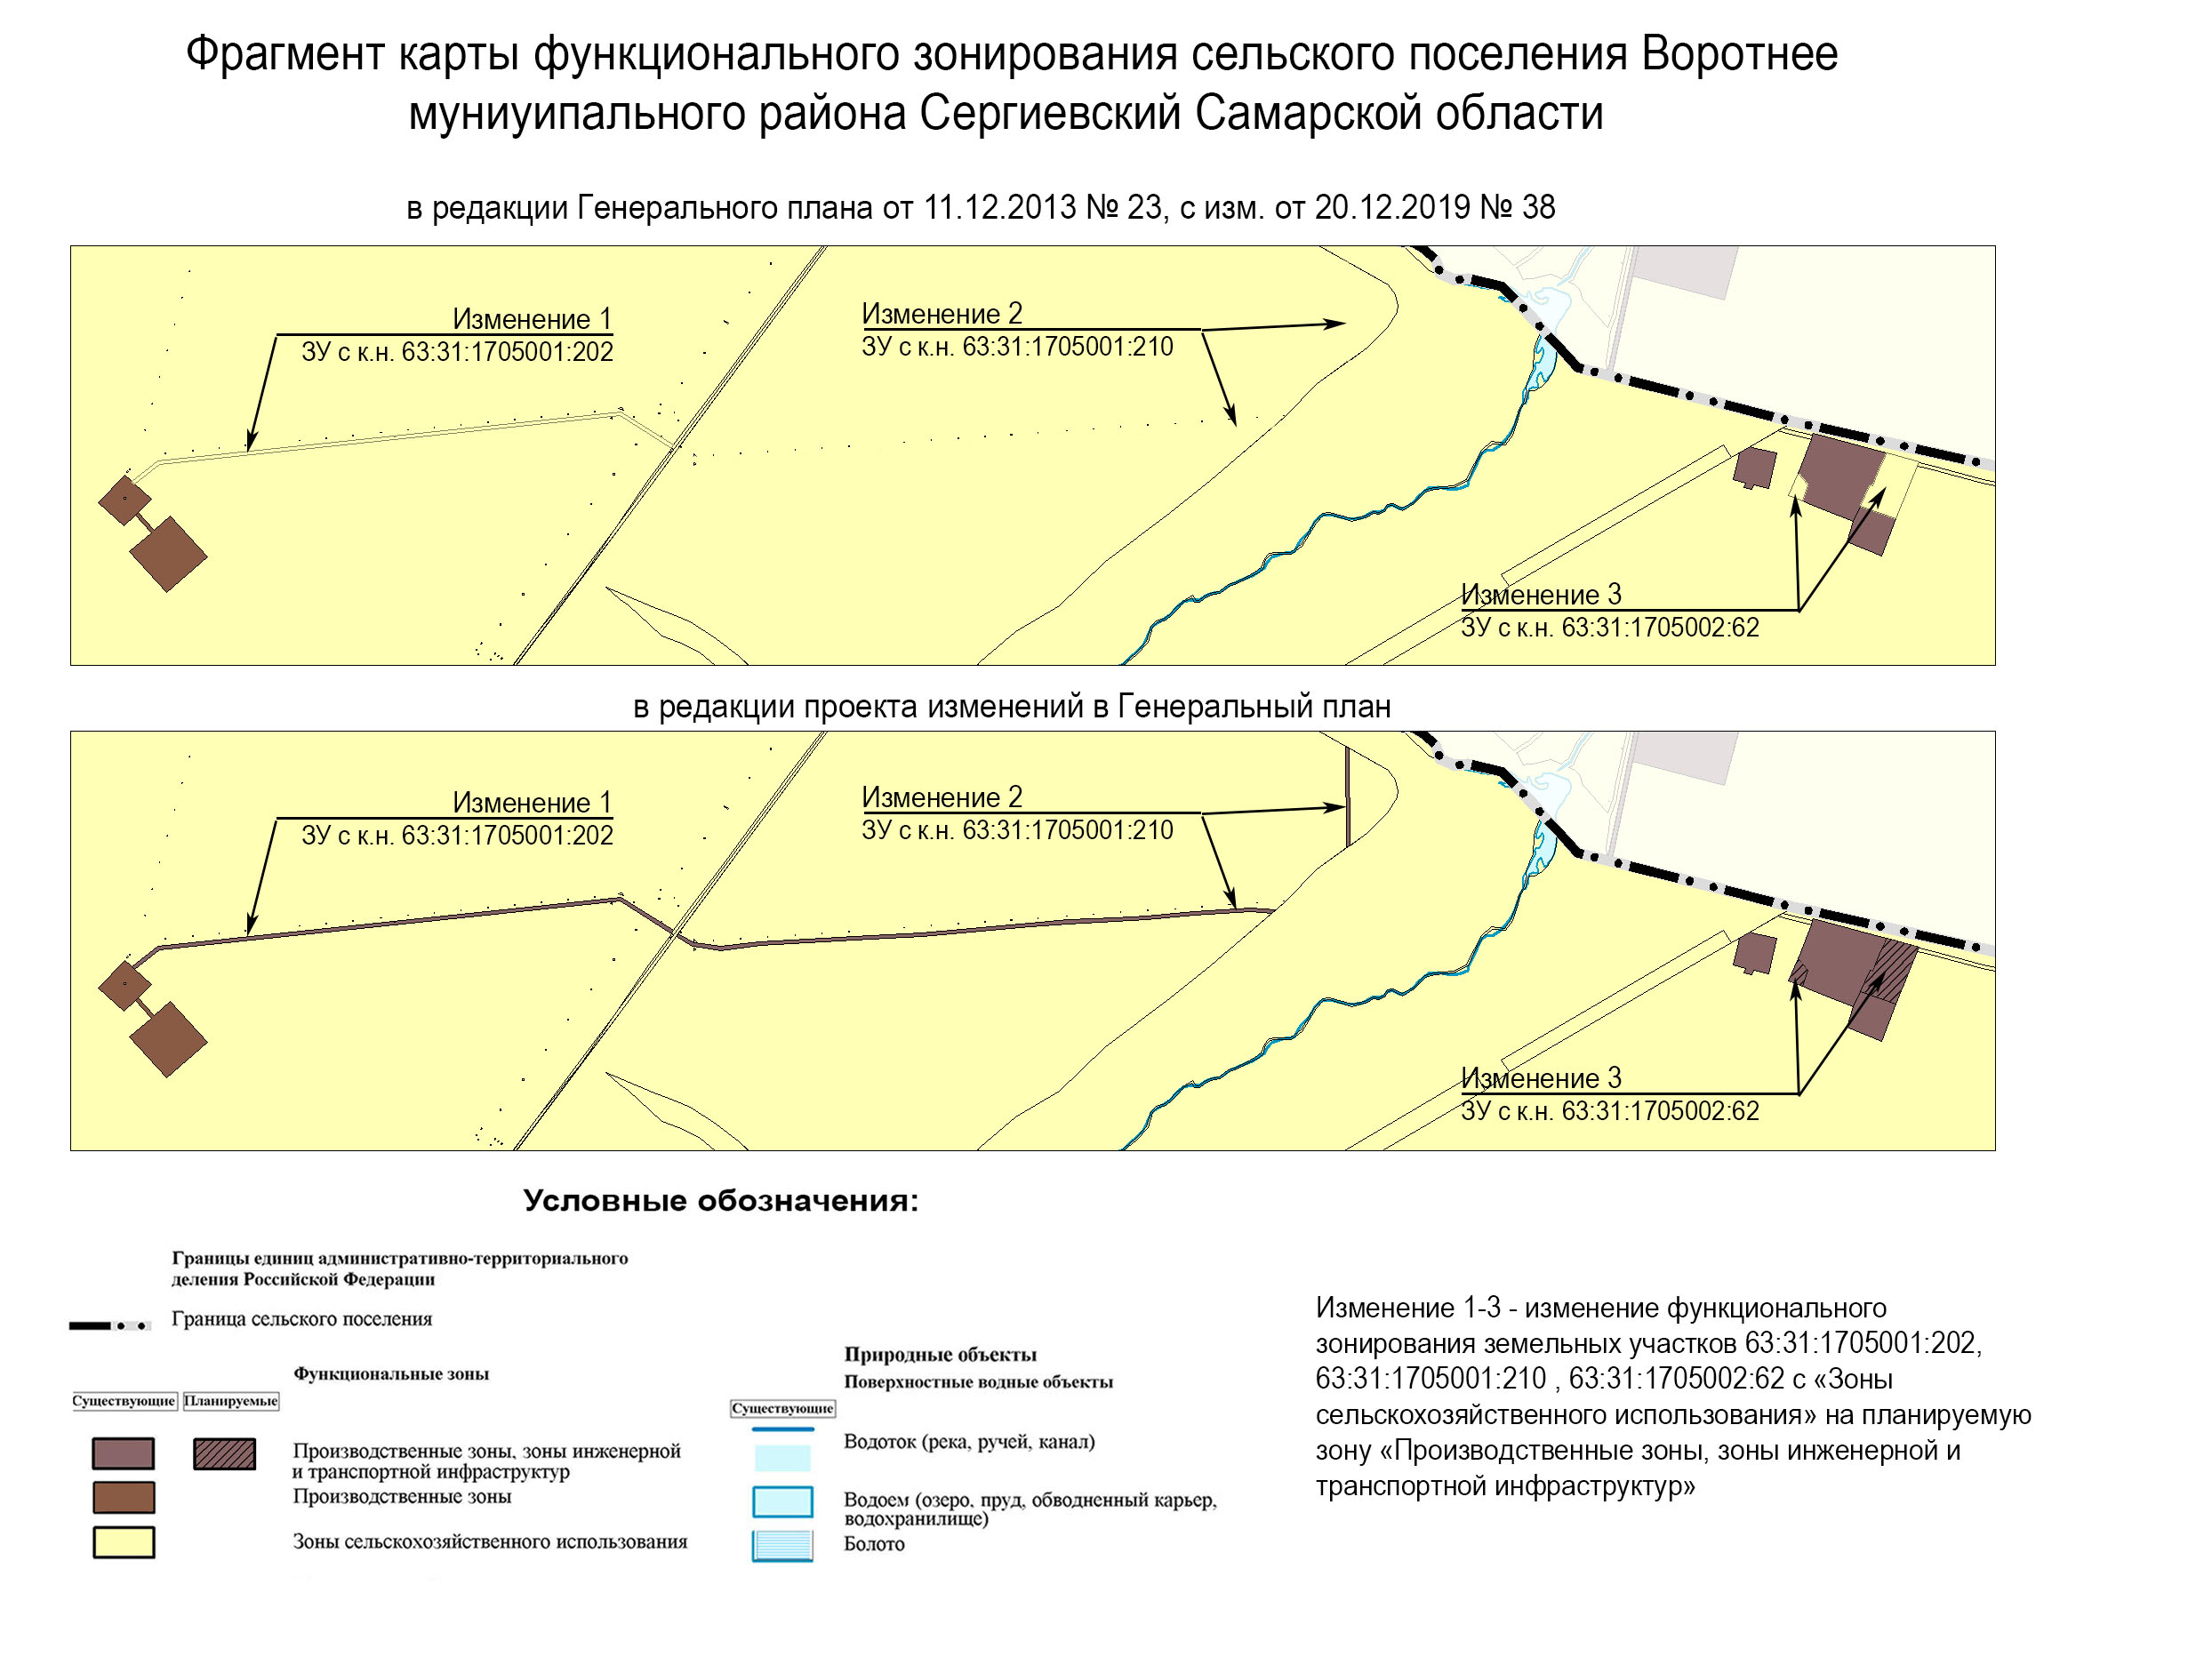 Фрагмент карты функционального зонирования сельского поселения Воротнее
муниуипального района Сергиевский Самарской области
в редакции Генерального плана от 11.12.2013 № 23, с изм. от 20.12.2019 № 38
Изменение 1
ЗУ с к.н. 63:31:1705001:202
Изменение 2
ЗУ с к.н. 63:31:1705001:210
Изменение 3
ЗУ с к.н. 63:31:1705002:62
в редакции проекта изменений в Генеральный план
Изменение 1
ЗУ с к.н. 63:31:1705001:202
Изменение 2
ЗУ с к.н. 63:31:1705001:210
Изменение 3
ЗУ с к.н. 63:31:1705002:62
Условные обозначения:
Границы единиц административно-территориального
деления Российской Федерации
Граница сельского поселения
Функциональные зоны
Существующие
Планируемые
Производственные зоны, зоны инженерной
и транспортной инфраструктур
Производственные зоны
Зоны сельскохозяйственного использования
Природные объекты
Поверхностные водные объекты
Существующие
Водоток (река, ручей, канал)
Водоем (озеро, пруд, обводненный карьер,
водохранилище)
Болото
Изменение 1-3 - изменение функционального
зонирования земельных участков 63:31:1705001:202,
63:31:1705001:210 , 63:31:1705002:62 с «Зоны
сельскохозяйственного использования» на планируемую
зону «Производственные зоны, зоны инженерной и
транспортной инфраструктур»